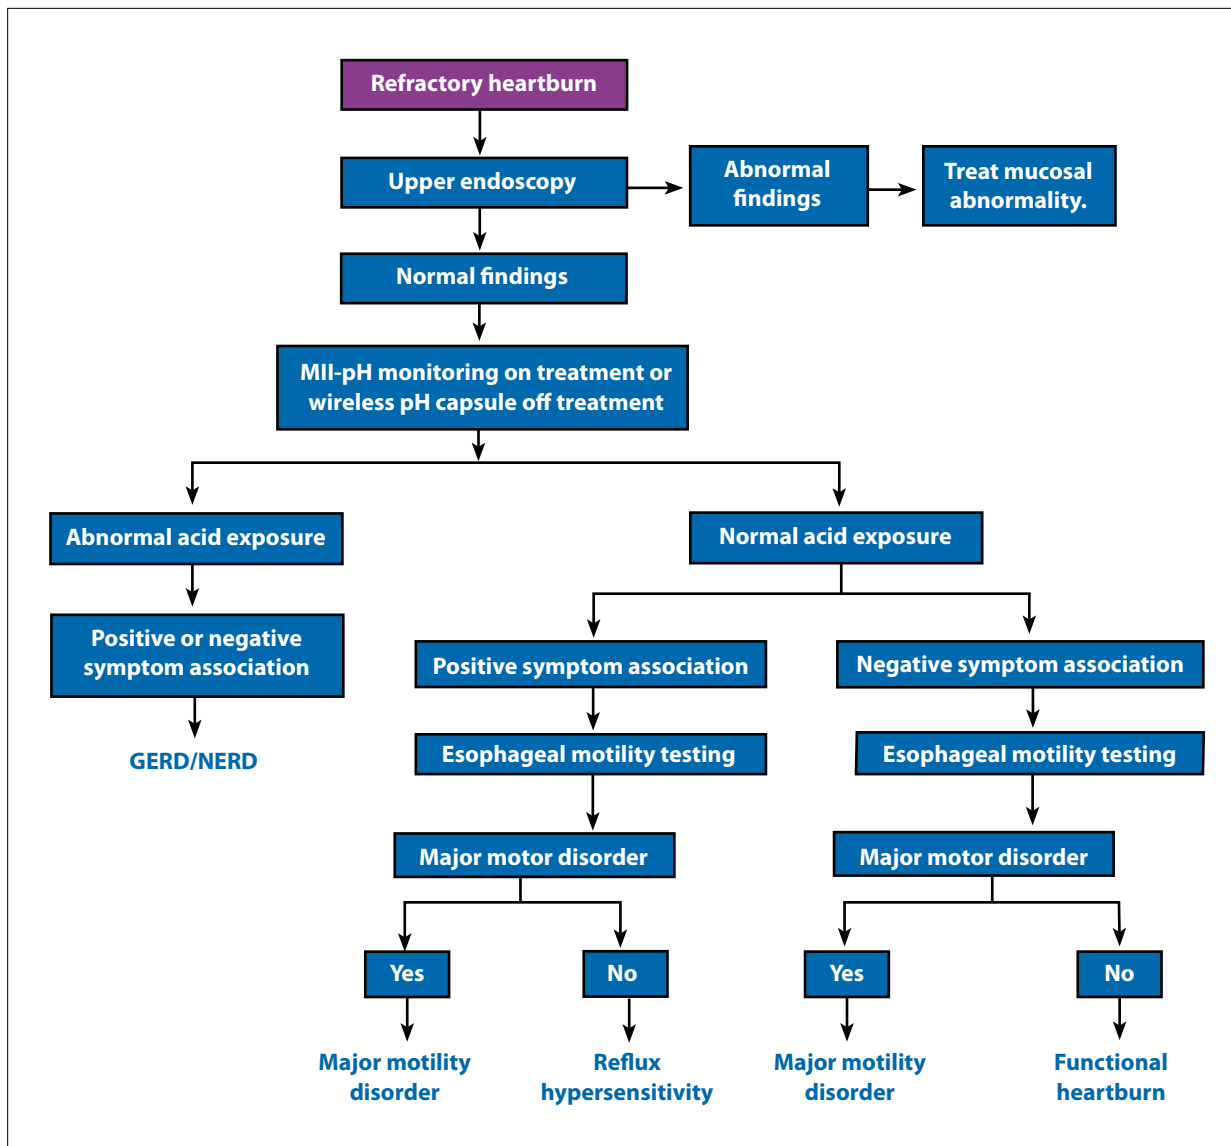 Refractory heartburn
Upper endoscopy
Abnormal
findings
Treat mucosal
abnormality.
Normal findings
MII-pH monitoring on treatment or
wireless pH capsule off treatment
Abnormal acid exposure
Normal acid exposure
Positive or negative
symptom association
Positive symptom association
Negative symptom association
GERD/NERD
Esophageal motility testing
Esophageal motility testing
Major motor disorder
Major motor disorder
Yes
No
Yes
No
Major motility
disorder
Reflux
hypersensitivity
Major motility
disorder
Functional
heartburn